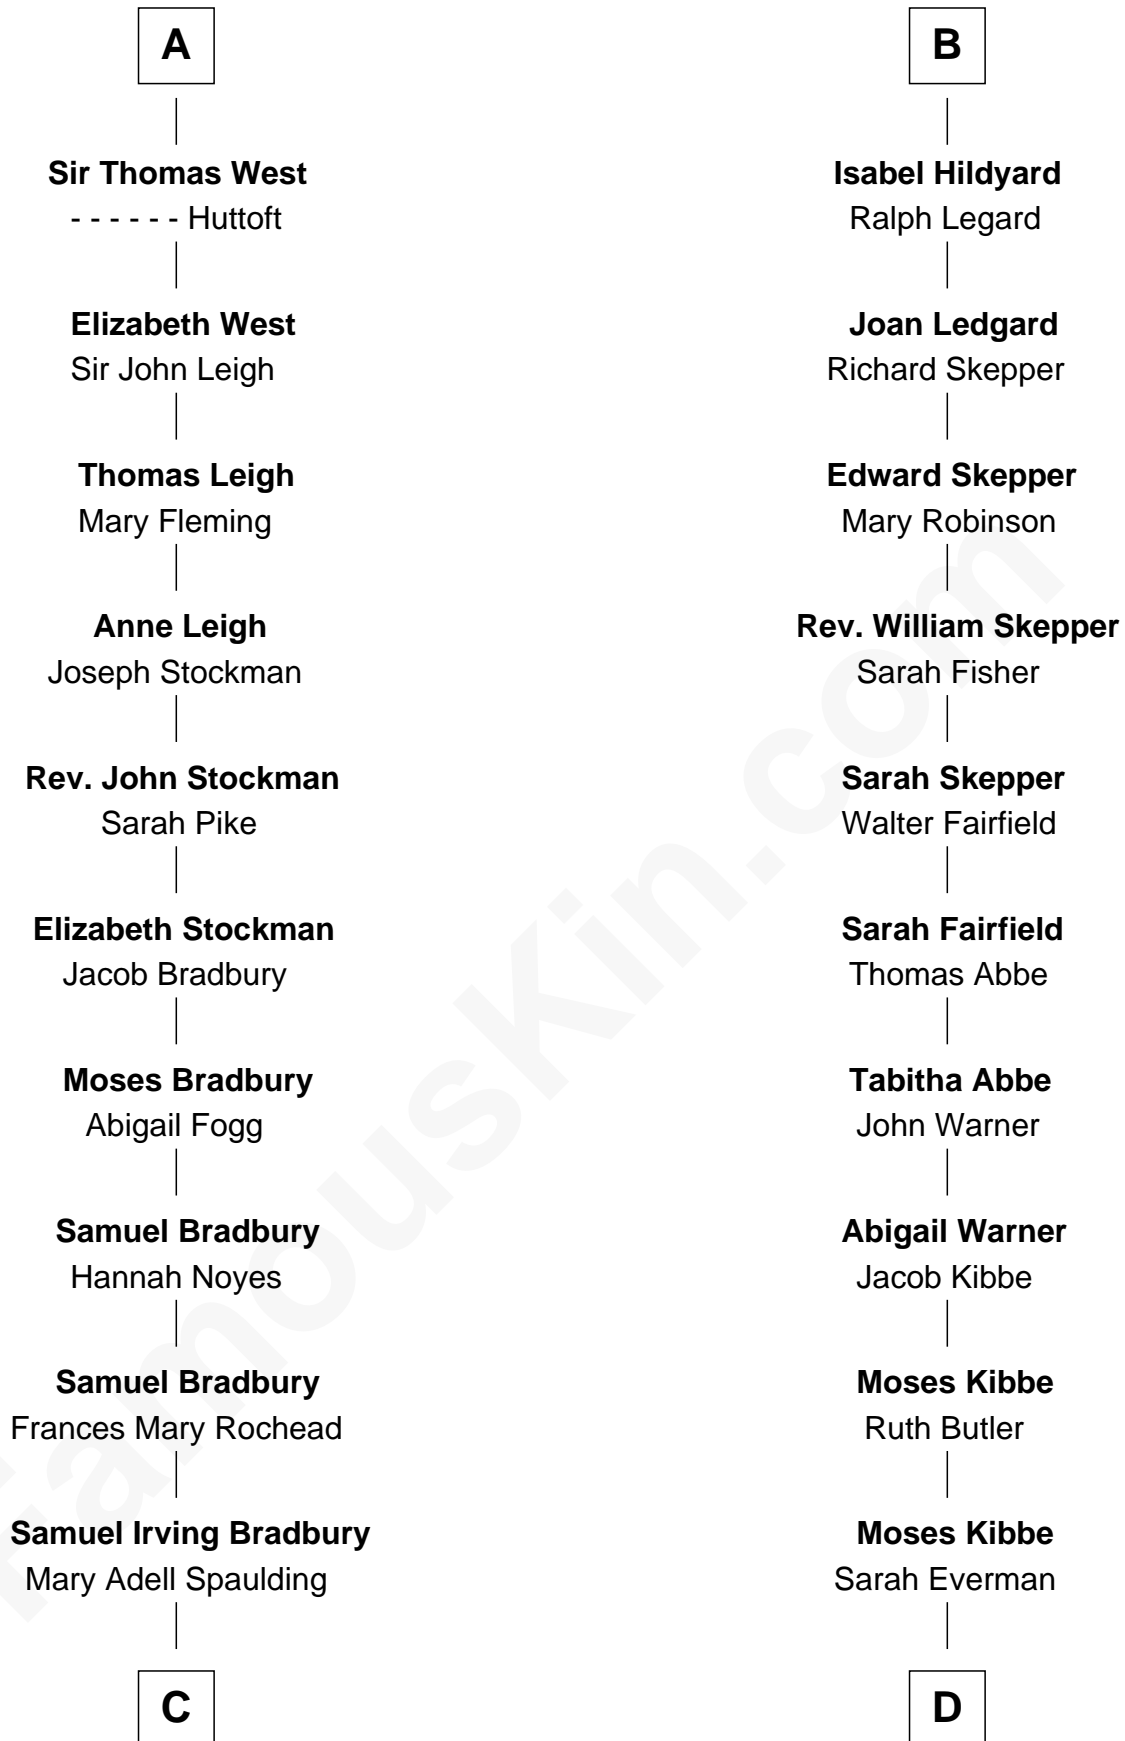 A
Sir Thomas West
- - - - - - Huttoft
Elizabeth West
Sir John Leigh
Thomas Leigh
Mary Fleming
Anne Leigh
Joseph Stockman
Rev. John Stockman
Sarah Pike
Elizabeth Stockman
Jacob Bradbury
Moses Bradbury
Abigail Fogg
Samuel Bradbury
Hannah Noyes
Samuel Bradbury
Frances Mary Rochead
Samuel Irving Bradbury
Mary Adell Spaulding
C
B
Isabel Hildyard
Ralph Legard
Joan Ledgard
Richard Skepper
Edward Skepper
Mary Robinson
Rev. William Skepper
Sarah Fisher
Sarah Skepper
Walter Fairfield
Sarah Fairfield
Thomas Abbe
Tabitha Abbe
John Warner
Abigail Warner
Jacob Kibbe
Moses Kibbe
Ruth Butler
Moses Kibbe
Sarah Everman
D
FamousKin.com